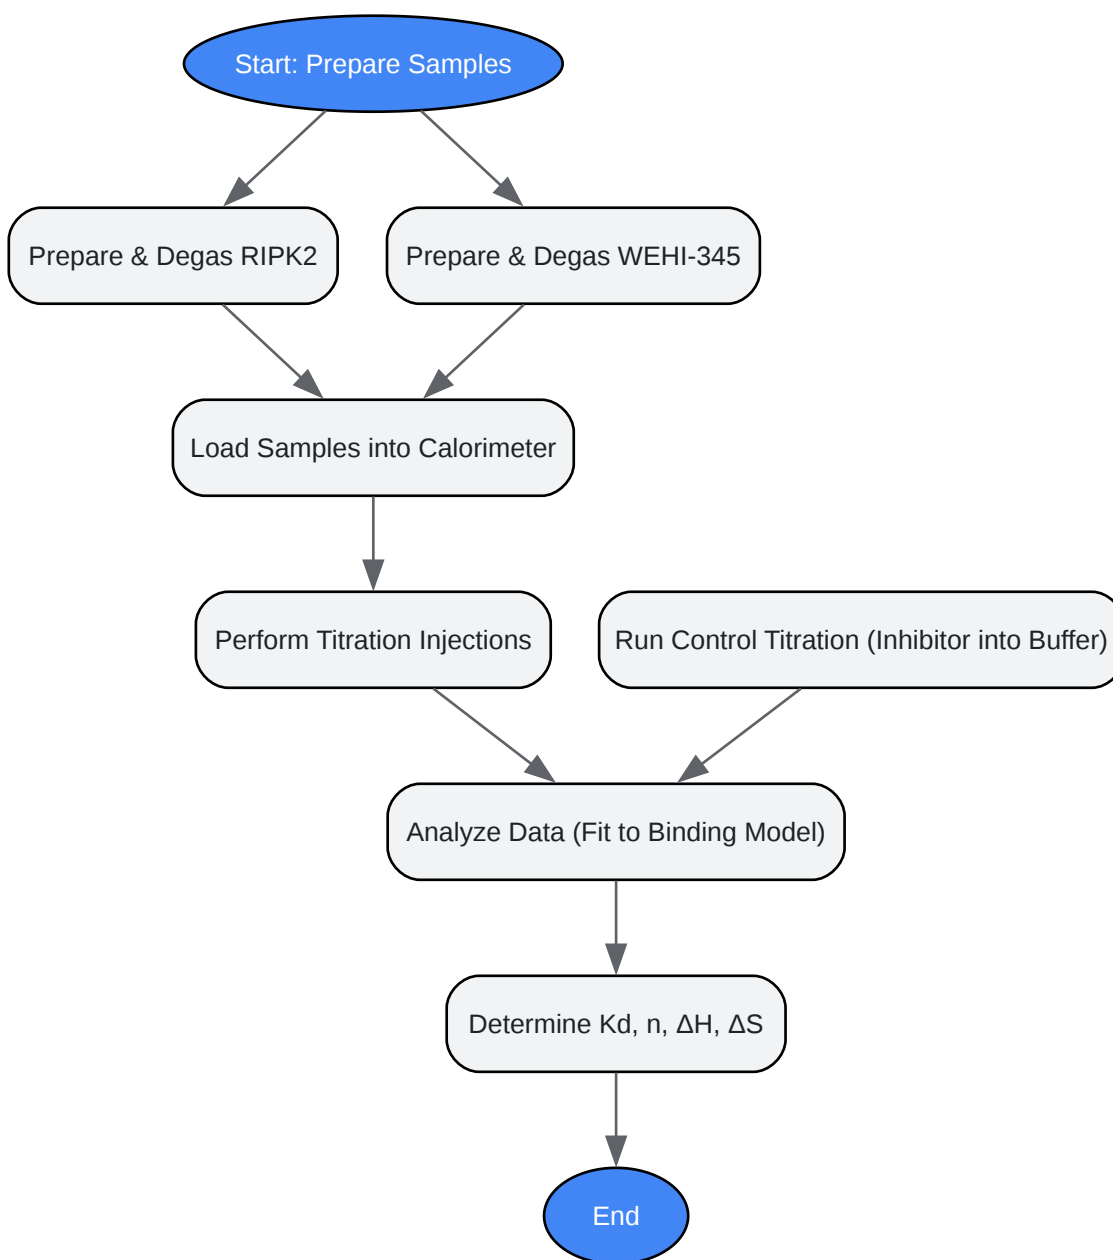 Start: Prepare Samples
Prepare & Degas RIPK2
Prepare & Degas WEHI-345
Load Samples into Calorimeter
Perform Titration Injections
Run Control Titration (Inhibitor into Buffer)
Analyze Data (Fit to Binding Model)
Determine Kd, n, ΔH, ΔS
End